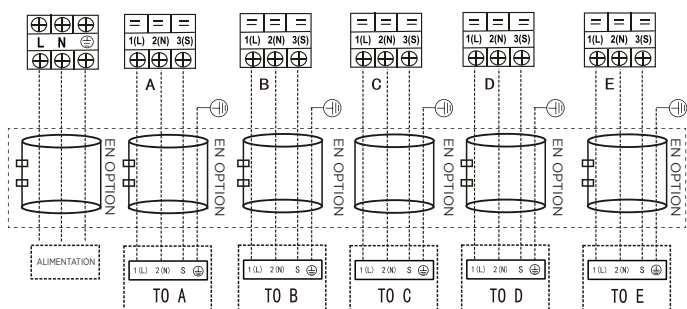 L N
1(L) 2(N) 3(S)
1(L) 2(N) 3(S)
1(L) 2(N) 3(S)
1(L) 2(N) 3(S)
1(L) 2(N) 3(S)
A
B
C
D
E
EN OPTION
EN OPTION
EN OPTION
EN OPTION
EN OPTION
EN OPTION
ALIMENTATION
1(L) 2(N) S
1(L) 2(N) S
1(L) 2(N) S
1(L) 2(N) S
1(L) 2(N) S
TO A
TO B
TO C
TO D
TO E